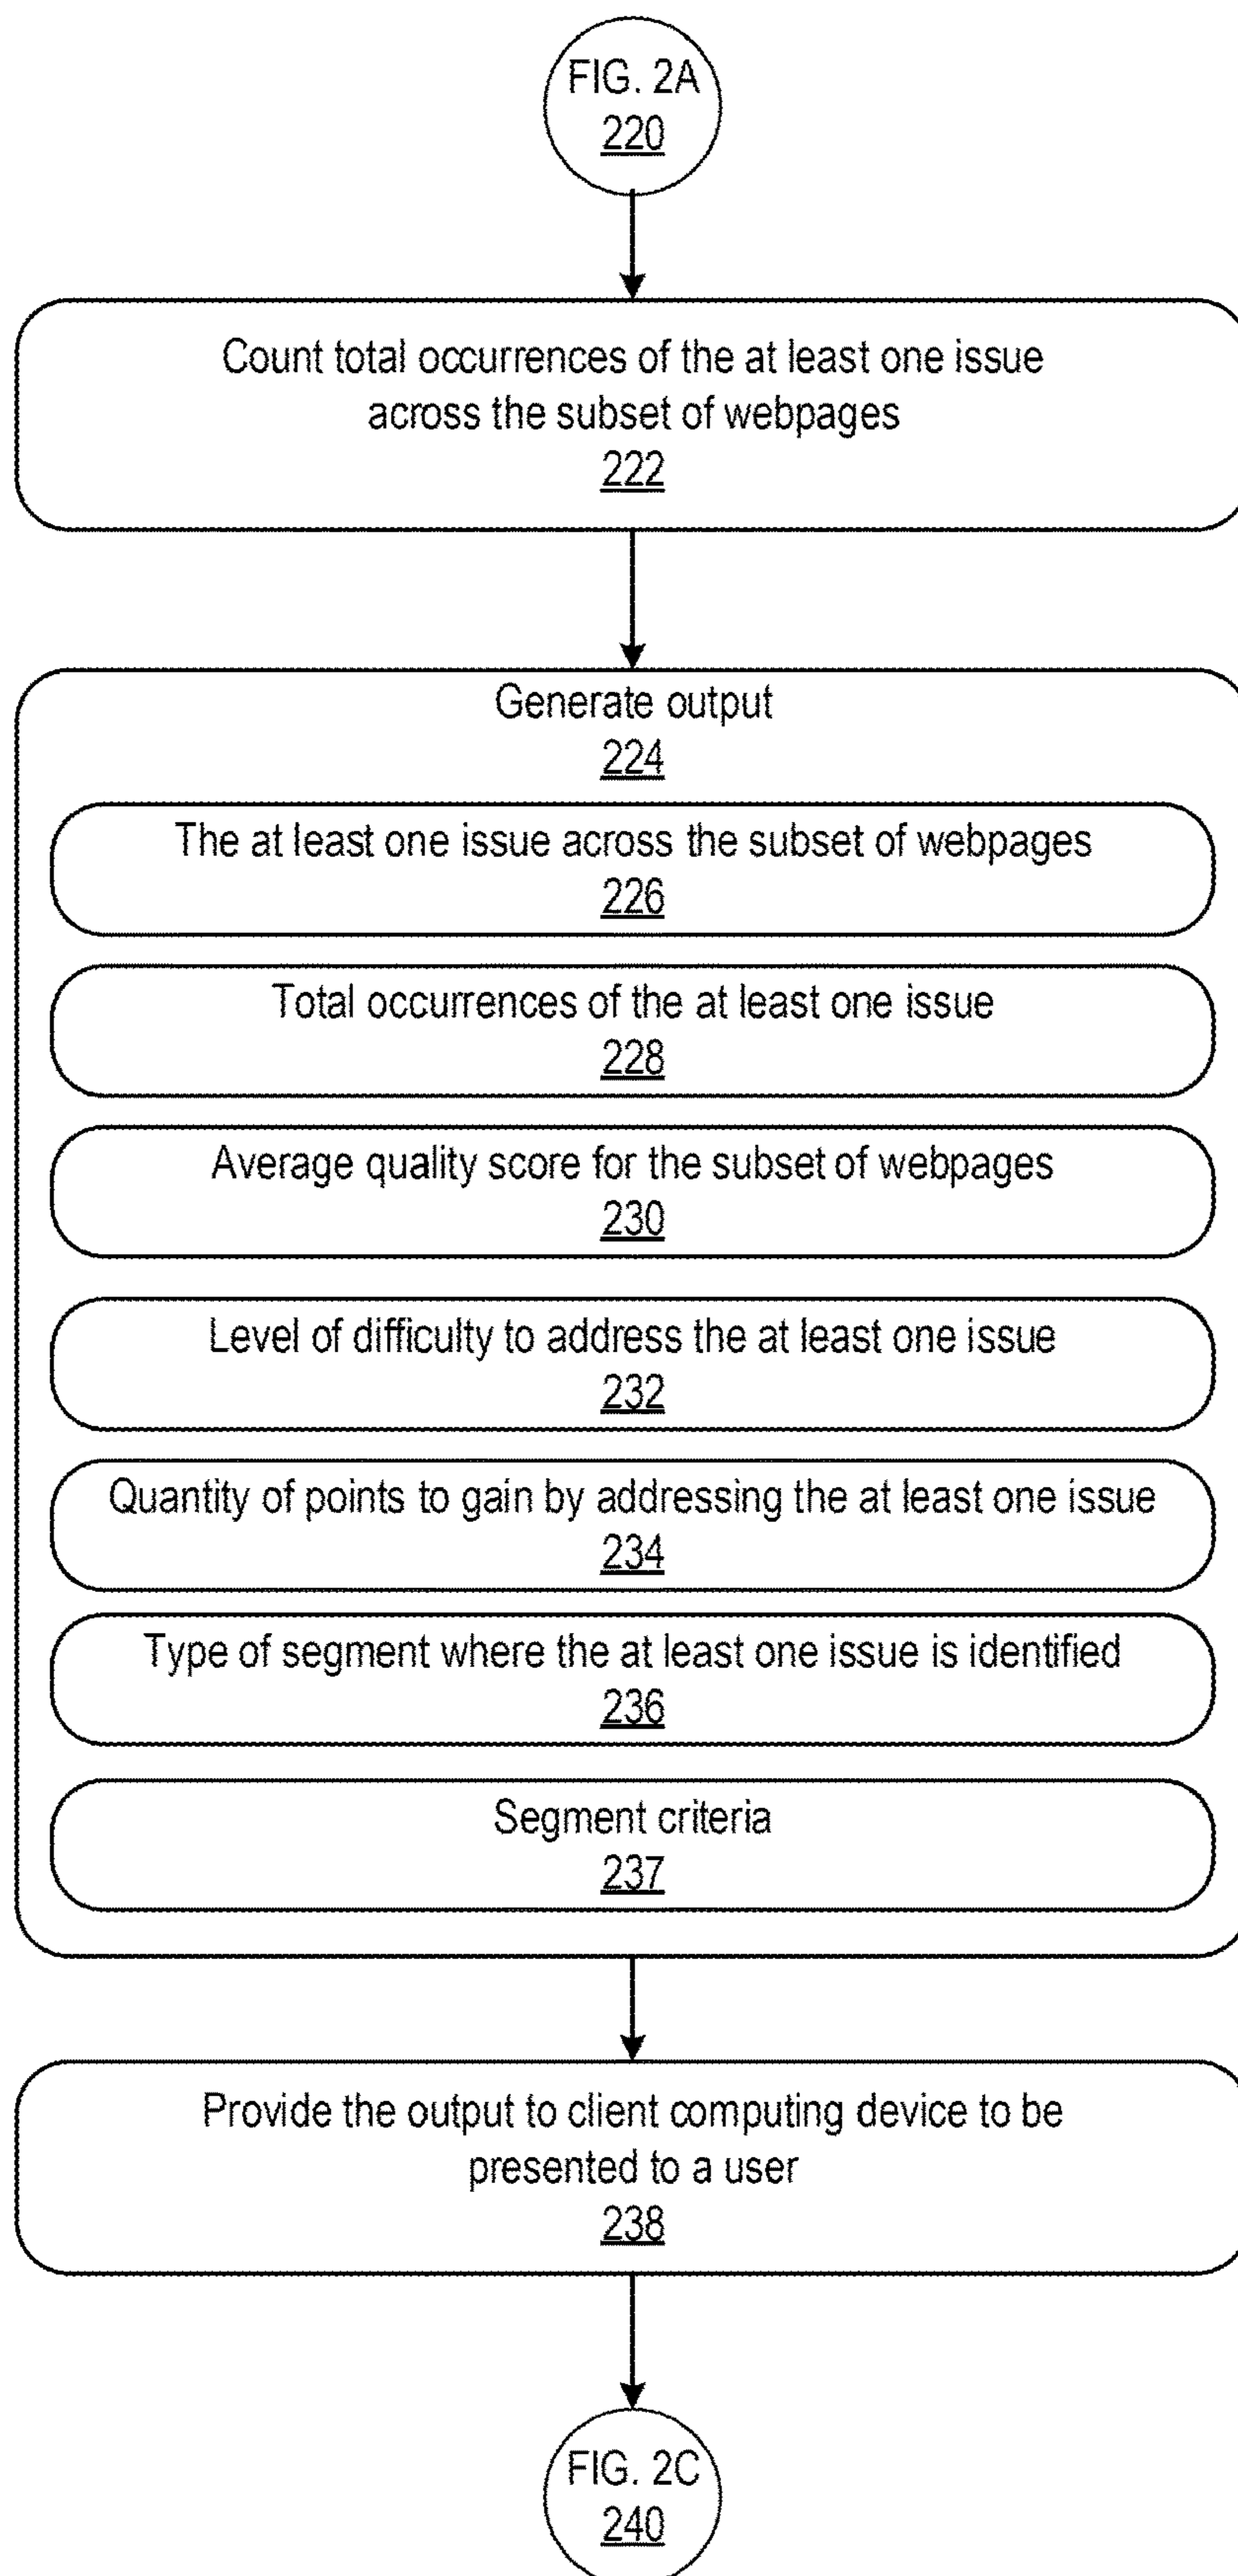 FIG. 2A
220
Count total occurrences of the at least one issue
across the subset of webpages
222
Generate output
224
The at least one issue across the subset of webpages
226
Total occurrences of the at least one issue
228
Average quality score for the subset of webpages
230
Level of difficulty to address the at least one issue
232
Quantity of points to gain by addressing the at least one issue
234
Type of segment where the at least one issue is identified
236
Segment criteria
237
Provide the output to client computing device to be
presented to a user
238
FIG. 2C
240